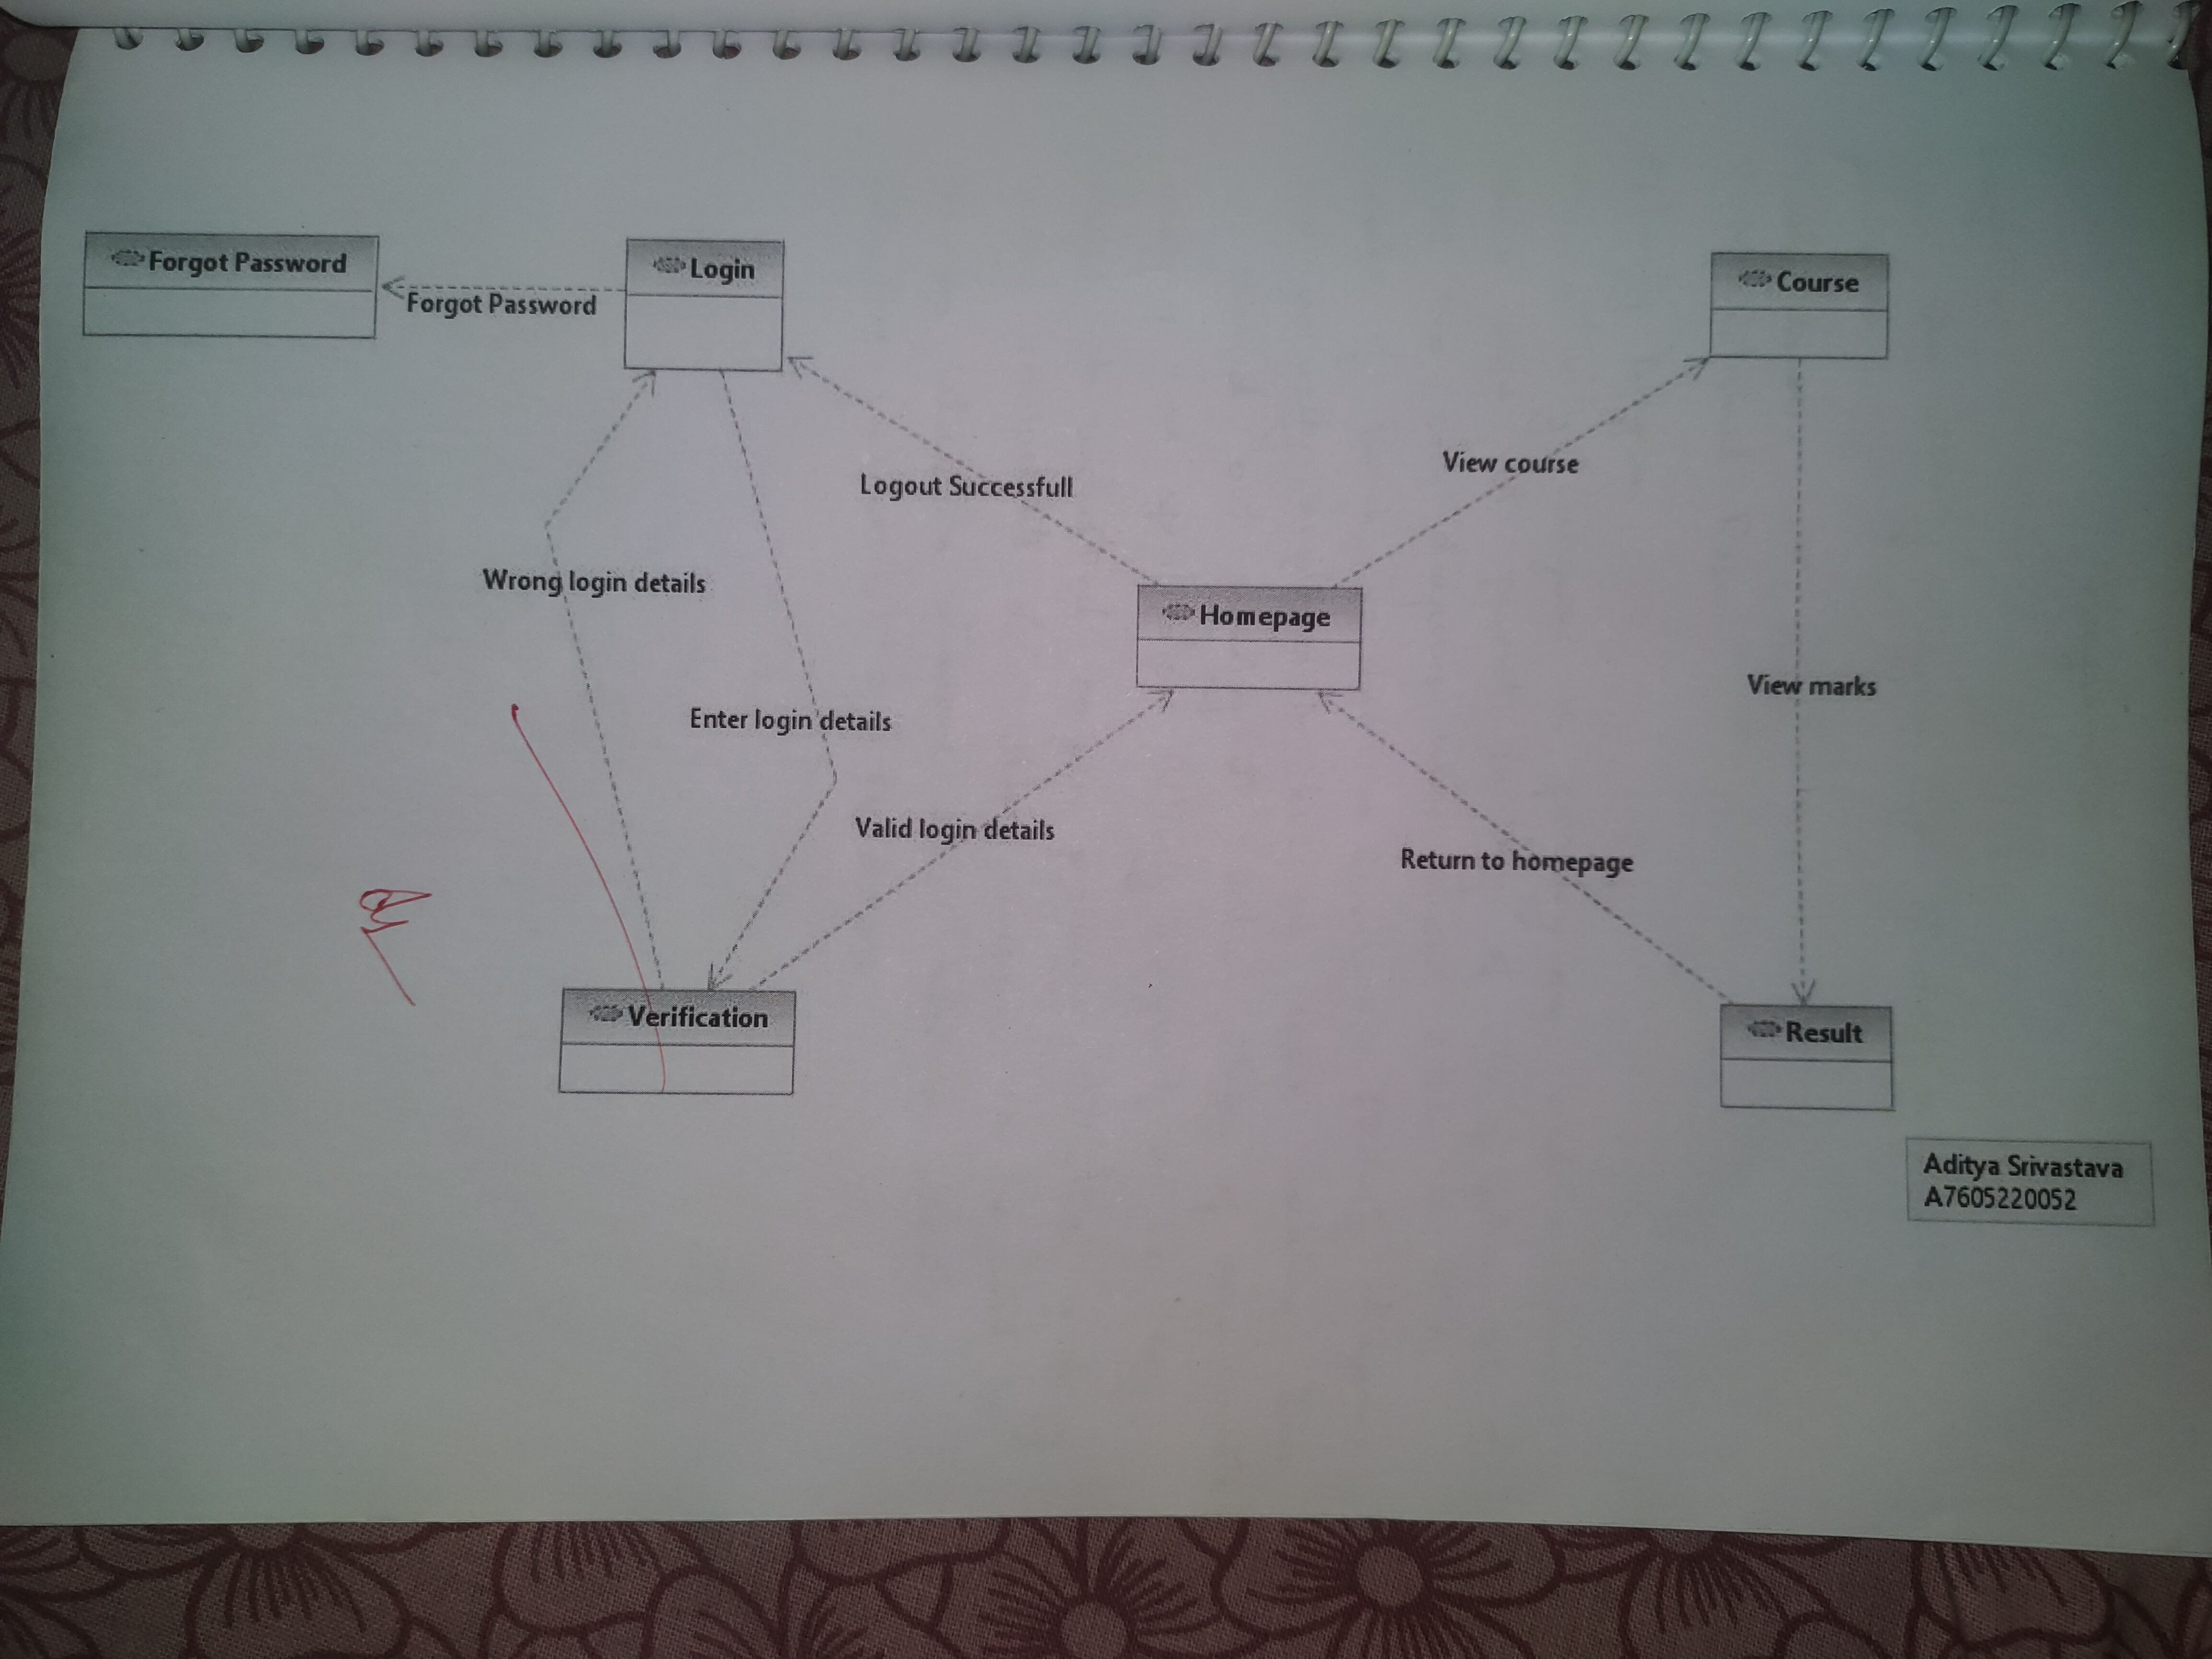 Forgot Password
Login
Course
Forgot Password
View course
Logout Successfull
Wrong login details
Homepage
View marks
Enter login details
Valid login details
Return to homepage
Verification
Result
Aditya Srivastava
A7605220052